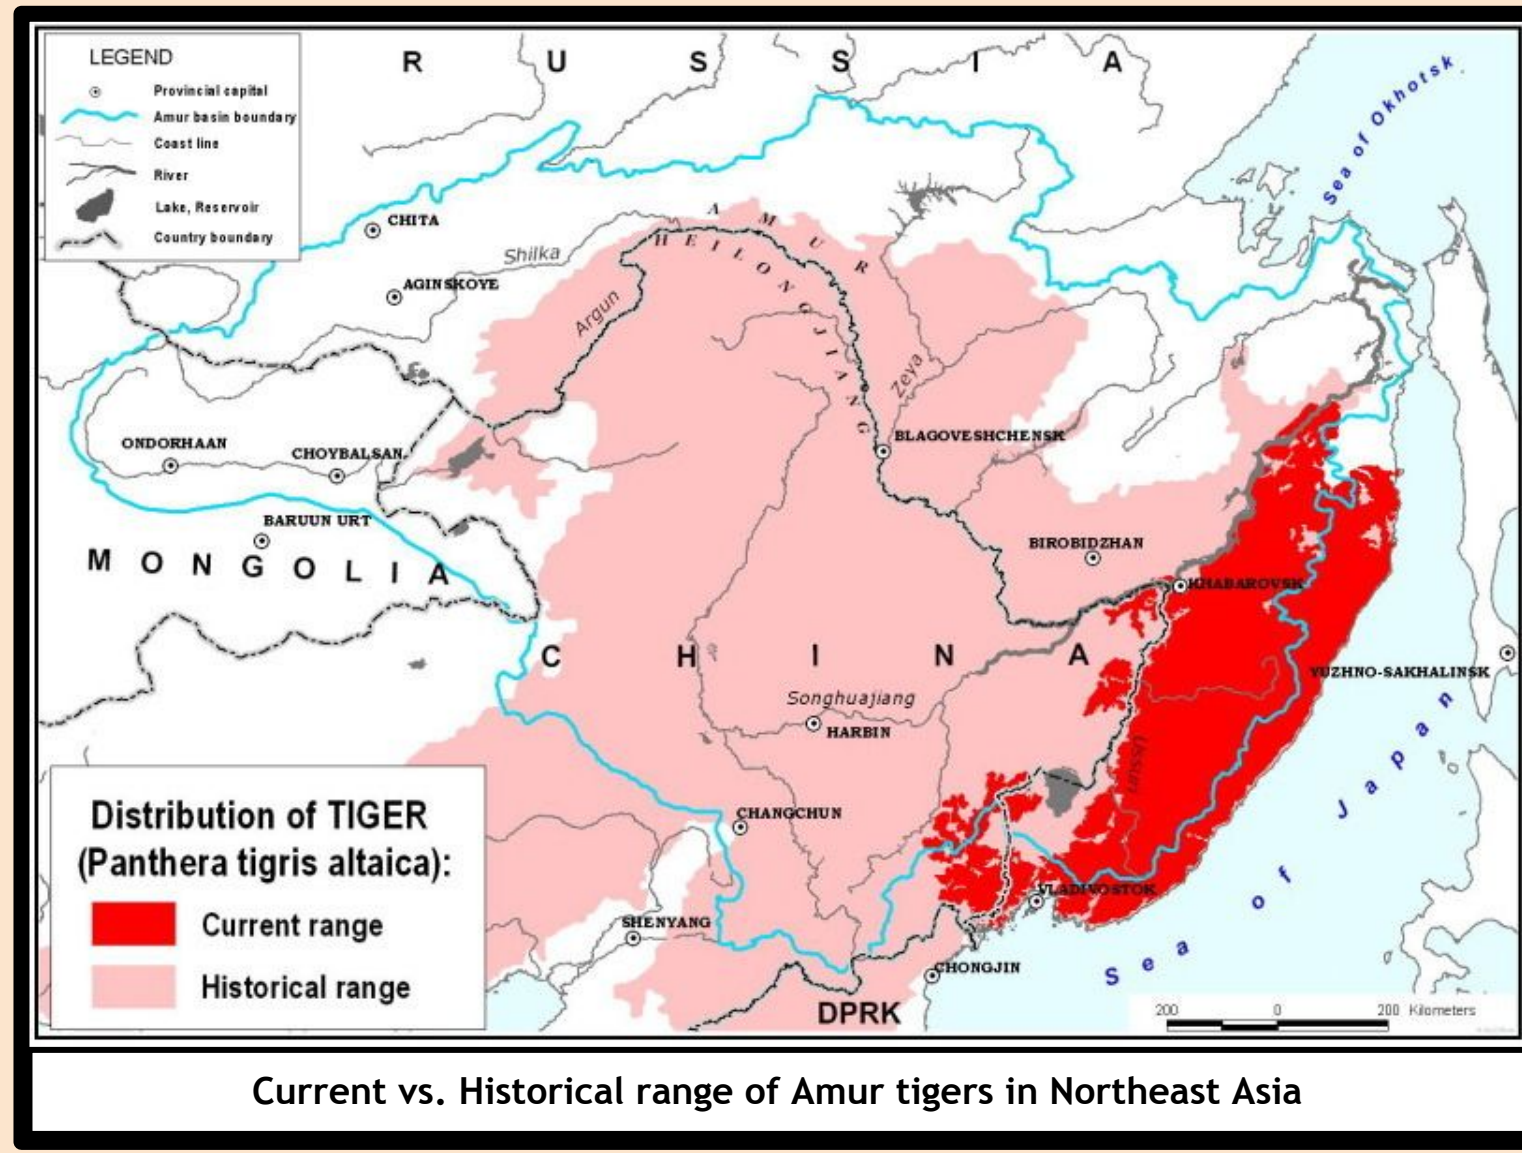 LEGEND
Provincial capital
Amur basin boundary
Coast line
River
Lake, Reservoir
Country boundary
R U S S I A
Sea of Okhotsk
CHITA
Shilka
AGINSKOYE
A M U R
H E I L O N G J I A N G
Argun
Zeya
ONDORHAAN
CHOYBALSAN
BLAGOVESHCHENSK
BARUUN URT
M O N G O L I A
BIROBIDZHAN
KHABAROVSK
C H I N A
YUZHNO-SAKHALINSK
Songhuajiang
HARBIN
Ussuri
Sea of Japan
CHANGCHUN
Distribution of TIGER
(Panthera tigris altaica):
Current range
Historical range
VLADIVOSTOK
SHENYANG
CHONGJIN
DPRK
200 0 200 Kilometers
Current vs. Historical range of Amur tigers in Northeast Asia